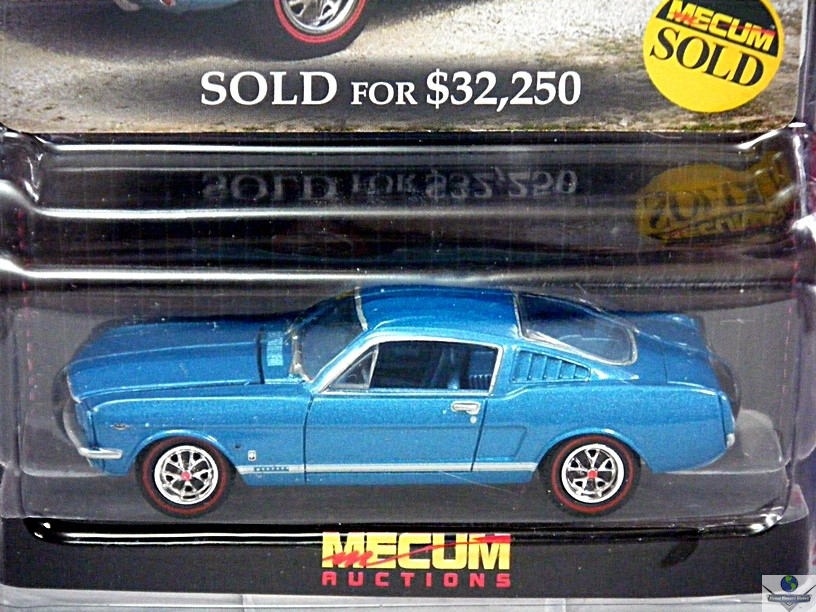 MECUM
SOLD
SOLD FOR $32,250
MECUM
AUCTIONS